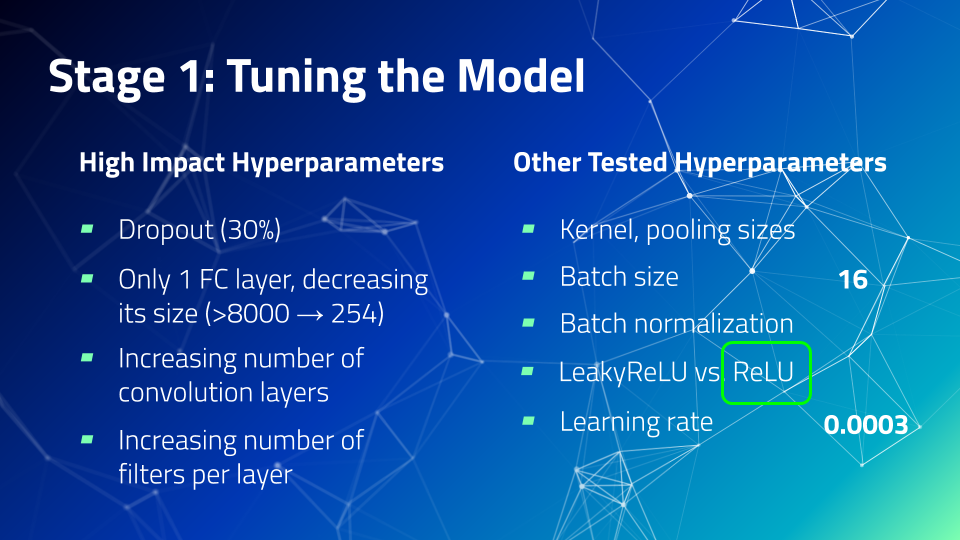 Stage 1: Tuning the Model
High Impact Hyperparameters
Dropout (30%)
Only 1 FC layer, decreasing
its size (>8000 → 254)
Increasing number of
convolution layers
Increasing number of
filters per layer
Other Tested Hyperparameters
Kernel, pooling sizes
Batch size 16
Batch normalization
LeakyReLU vs. ReLU
Learning rate 0.0003